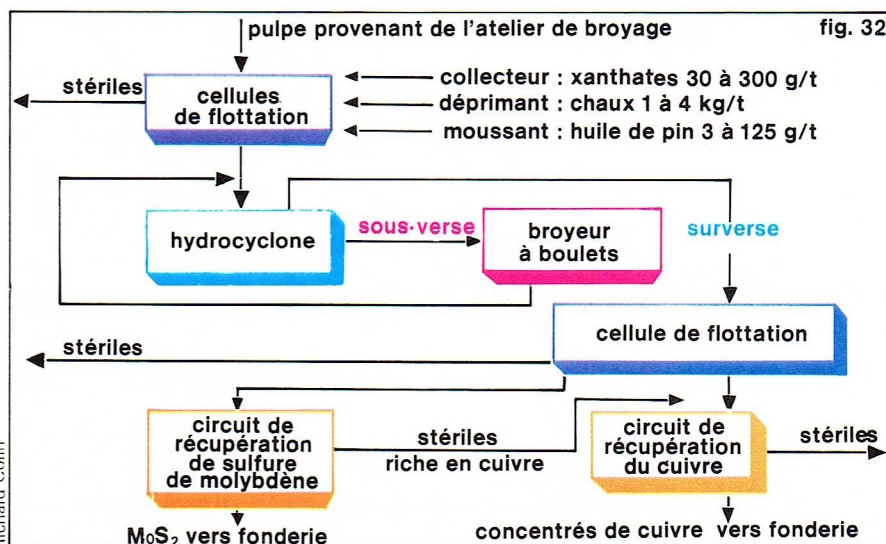 pulpe provenant de l'atelier de broyage
fig. 32
stériles
cellules
de flottation
collecteur : xanthates 30 à 300 g/t
déprimant : chaux 1 à 4 kg/t
moussant : huile de pin 3 à 125 g/t
hydrocyclone
sous-verse
broyeur
à boulets
surverse
cellule de flottation
stériles
circuit de
récupération
de sulfure
de molybdène
stériles
riche en cuivre
circuit de
récupération
du cuivre
stériles
M₀S₂ vers fonderie
concentrés de cuivre vers fonderie